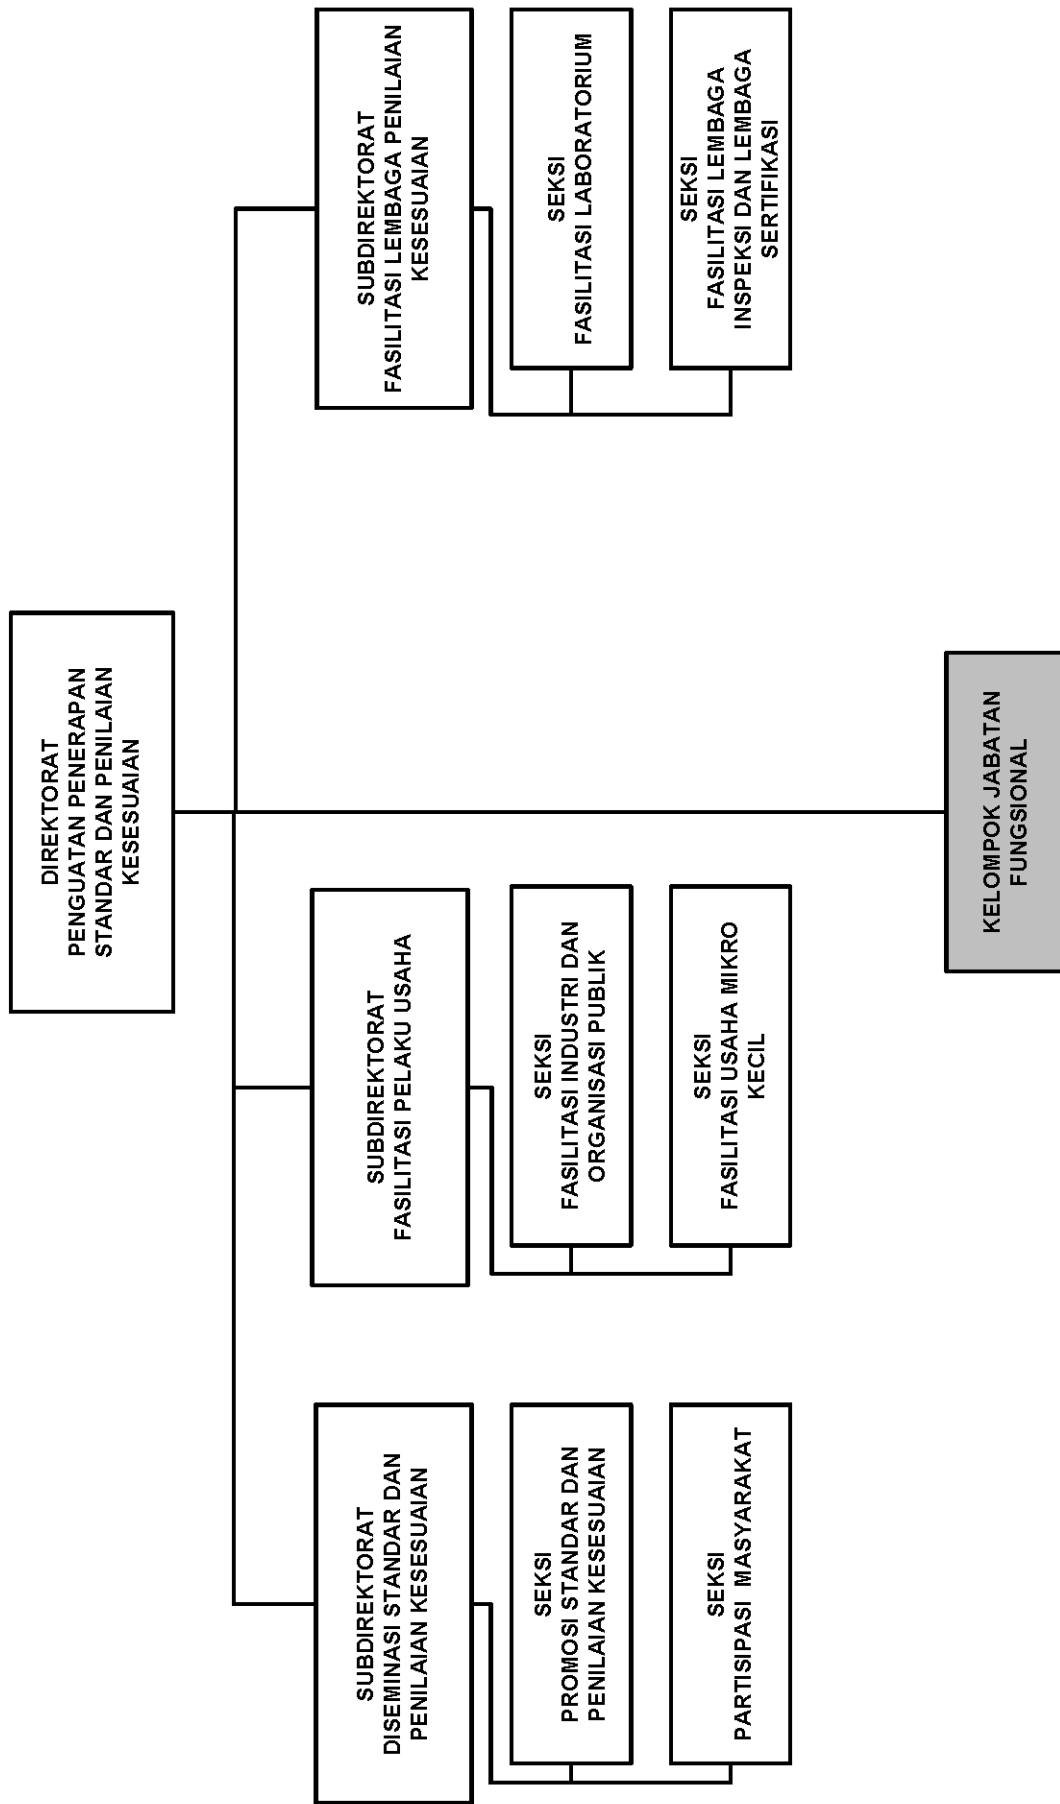 DIREKTORAT
PENGUATAN PENERAPAN
STANDAR DAN PENILAIAN
KESESUAIAN
SUBDIREKTORAT
DISEMINASI STANDAR DAN
PENILAIAN KESESUAIAN
SEKSI
PROMOSI STANDAR DAN
PENILAIAN KESESUAIAN
SEKSI
PARTISIPASI MASYARAKAT
SUBDIREKTORAT
FASILITASI PELAKU USAHA
SEKSI
FASILITASI INDUSTRI DAN
ORGANISASI PUBLIK
SEKSI
FASILITASI USAHA MIKRO
KECIL
SUBDIREKTORAT
FASILITASI LEMBAGA PENILAIAN
KESESUAIAN
SEKSI
FASILITASI LABORATORIUM
SEKSI
FASILITASI LEMBAGA
INSPEKSI DAN LEMBAGA
SERTIFIKASI
KELOMPOK JABATAN
FUNGSIONAL